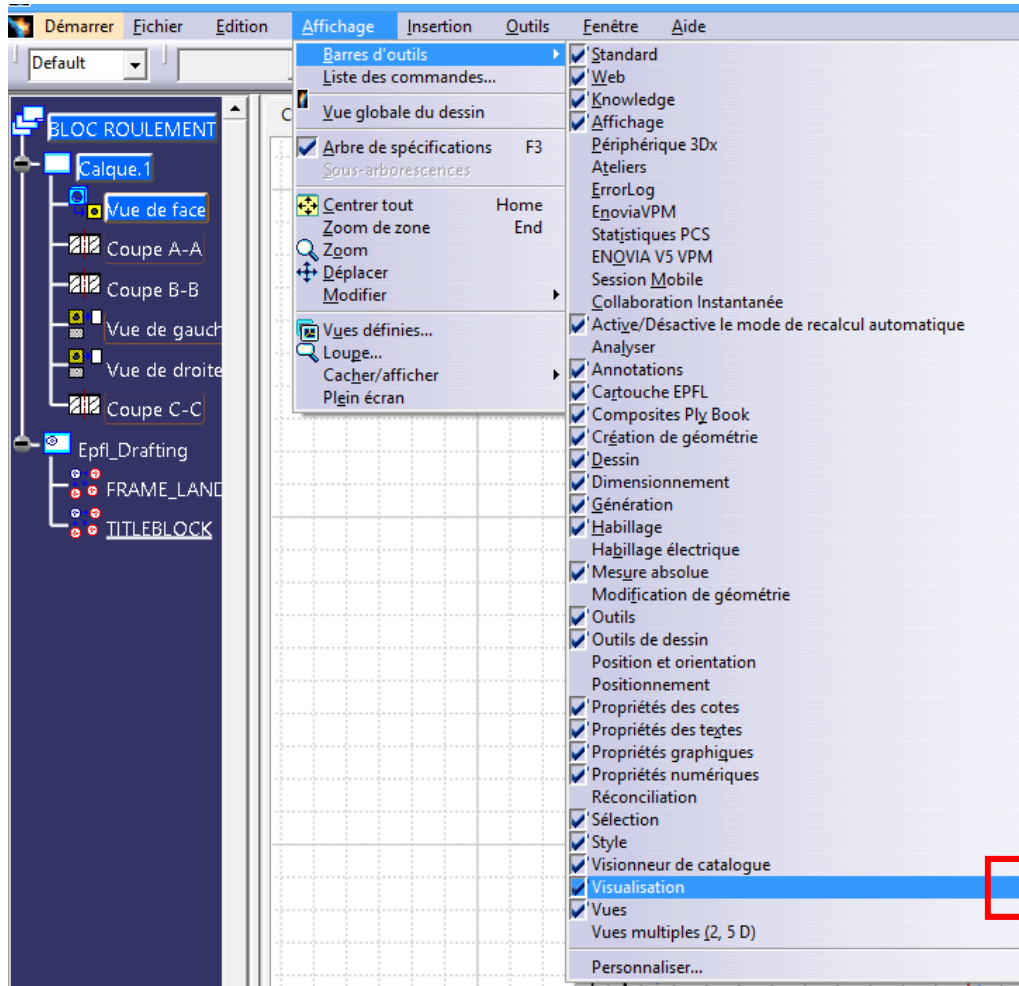 Démarrer Fichier Edition Affichage Insertion Outils Fenêtre Aide
Default
BLOC ROULEMENT
Calque.1
Vue de face
Coupe A-A
Coupe B-B
Vue de gauch
Vue de droite
Coupe C-C
Epfl_Drafting
FRAME_LAND
TITLEBLOCK
Barres d'outils
Liste des commandes...
Vue globale du dessin
Arbre de spécifications F3
Sous-arborescences
Centrer tout Home
Zoom de zone End
Zoom
Déplacer
Modifier
Vues définies...
Loupe...
Cacher/afficher
Plein écran
Standard
Web
Knowledge
Affichage
Périphérique 3Dx
Ateliers
ErrorLog
EnoviaVPM
Statistiques PCS
ENOVIA V5 VPM
Session Mobile
Collaboration Instantanée
Active/Désactive le mode de recalcul automatique
Analyser
Annotations
Cartouche EPFL
Composites Ply Book
Création de géométrie
Dessin
Dimensionnement
Génération
Habillage
Habillage électrique
Mesure absolue
Modification de géométrie
Outils
Outils de dessin
Position et orientation
Positionnement
Propriétés des cotes
Propriétés des textes
Propriétés graphiques
Propriétés numériques
Réconciliation
Sélection
Style
Visionneur de catalogue
Visualisation
Vues
Vues multiples (2, 5 D)
Personnaliser...